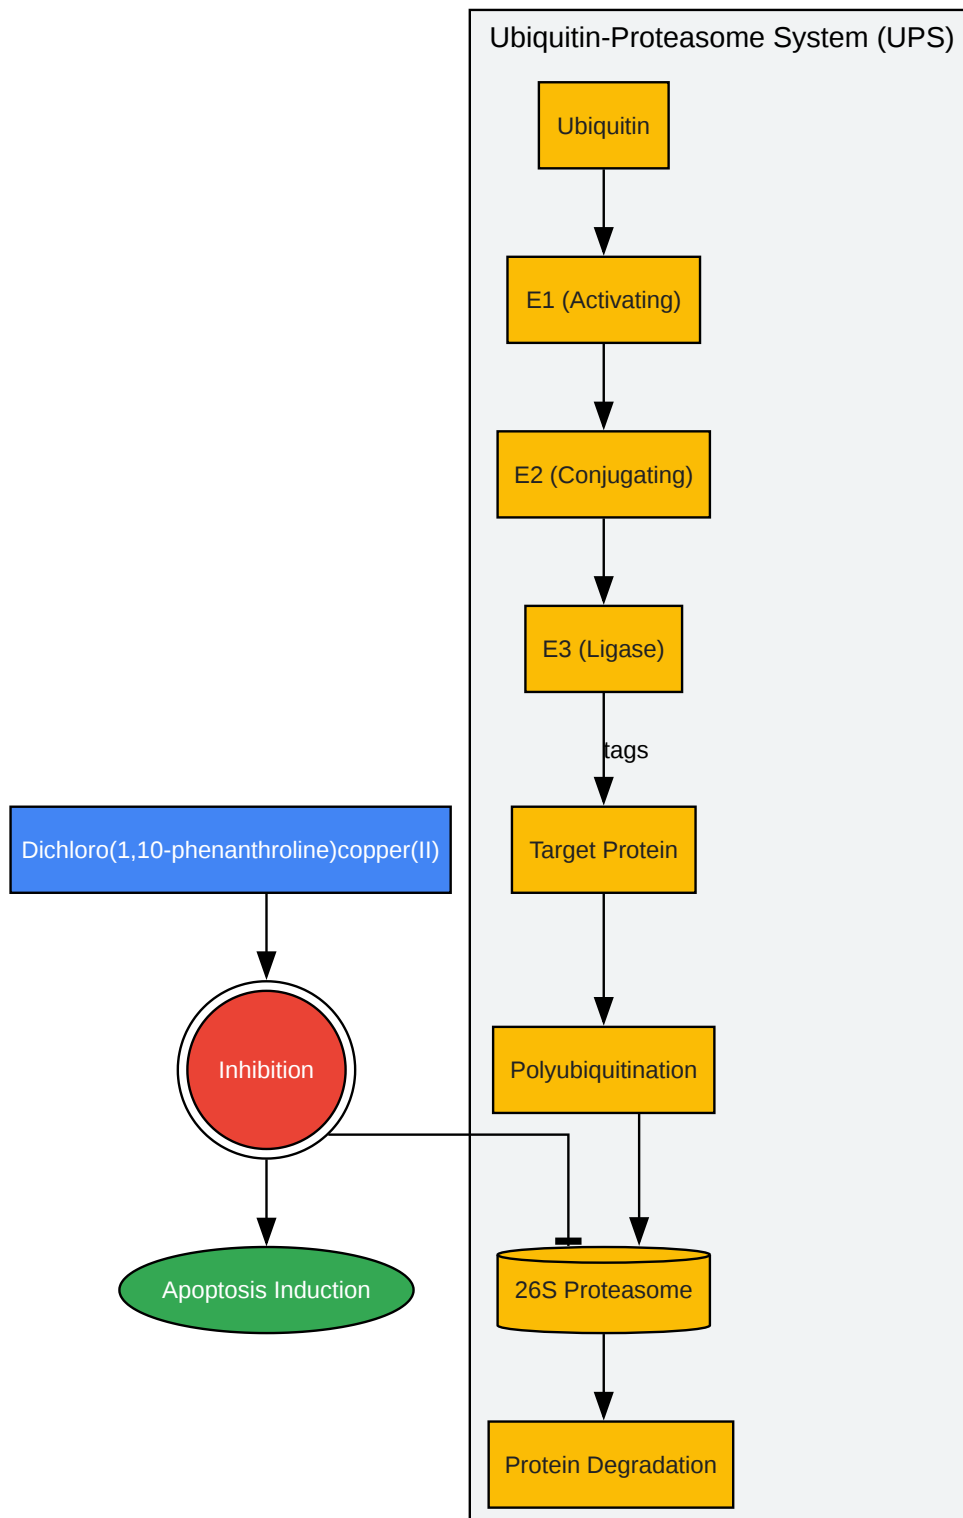 Ubiquitin-Proteasome System (UPS)
Ubiquitin
E1 (Activating)
E2 (Conjugating)
E3 (Ligase)
tags
Dichloro(1,10-phenanthroline)copper(II)
Target Protein
Inhibition
Polyubiquitination
Apoptosis Induction
26S Proteasome
Protein Degradation